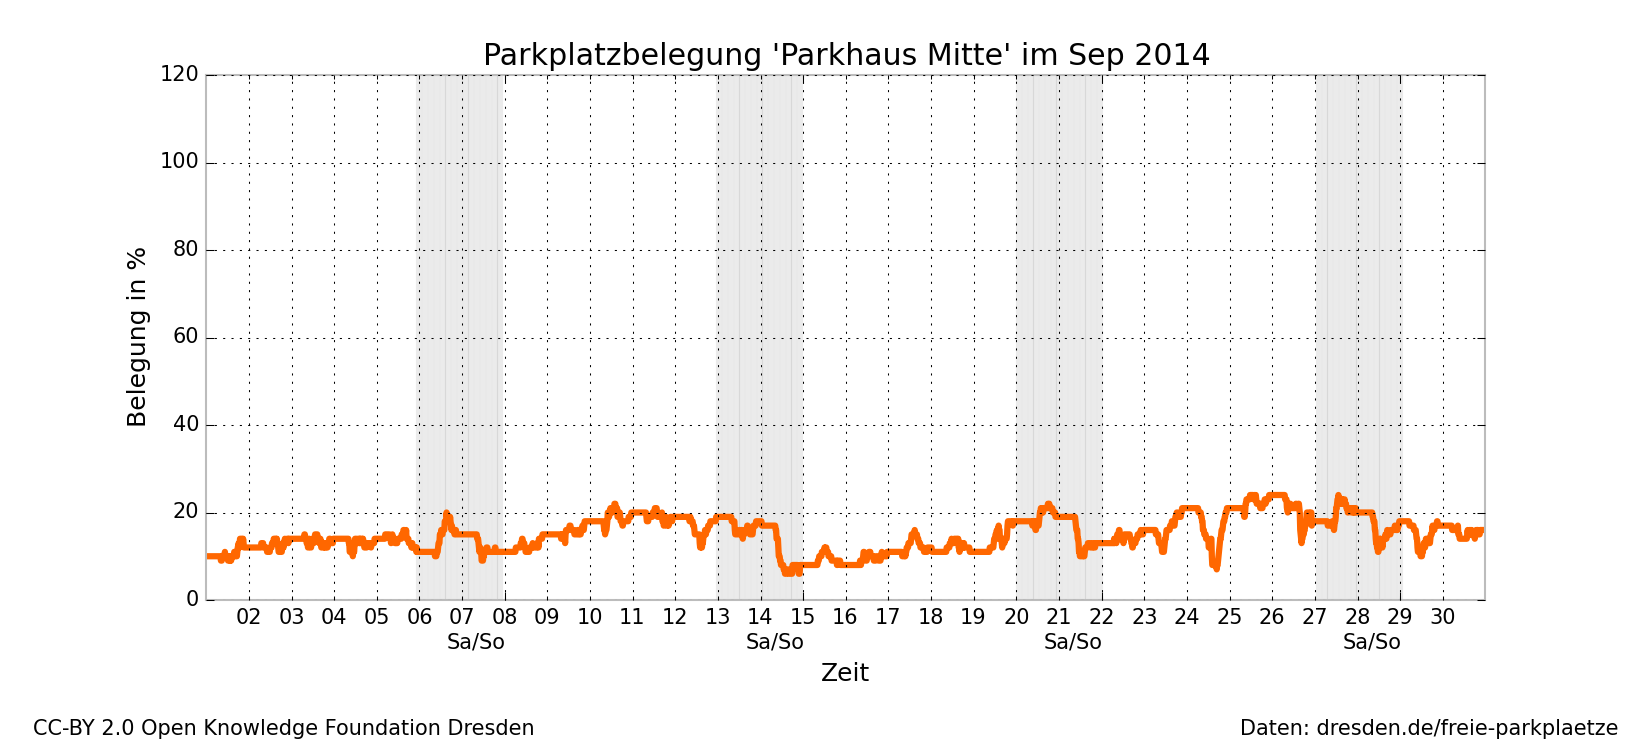 Parkplatzbelegung 'Parkhaus Mitte' im Sep 2014
120
100
80
60
40
20
0
Belegung in %
02 03 04 05 06 07 08 09 10 11 12 13 14 15 16 17 18 19 20 21 22 23 24 25 26 27 28 29 30
Sa/So Sa/So Sa/So Sa/So
Zeit
CC-BY 2.0 Open Knowledge Foundation Dresden
Daten: dresden.de/freie-parkplaetze